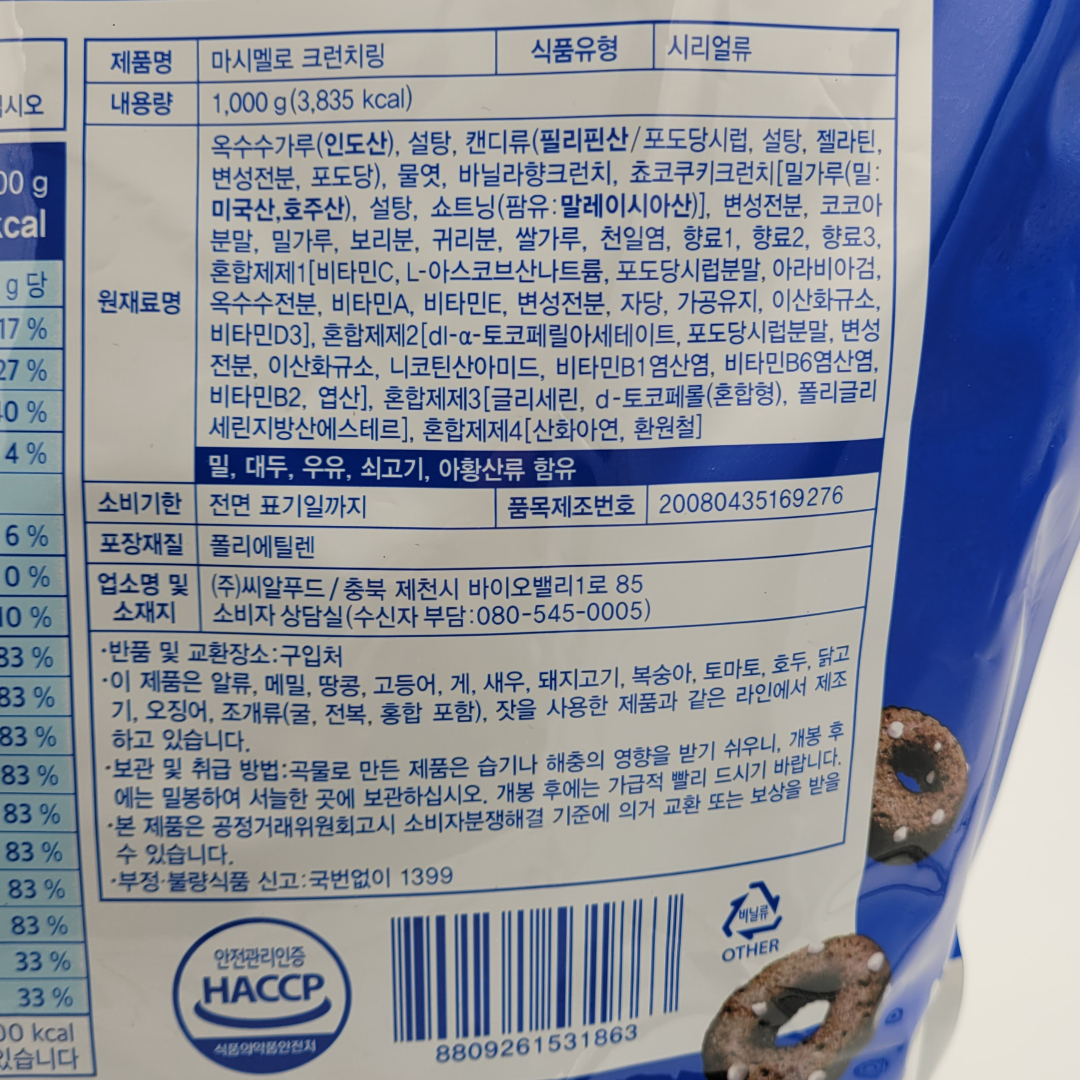 제품명 마시멜로 크런치링 식품유형 시리얼류
내용량 1,000 g(3,835 kcal)
원재료명
옥수수가루(인도산), 설탕, 캔디류(필리핀산/포도당시럽, 설탕, 젤라틴,
변성전분, 포도당), 물엿, 바닐라향크런치, 쵸코쿠키크런치[밀가루(밀:
미국산,호주산), 설탕, 쇼트닝(팜유:말레이시아산)], 변성전분, 코코아
분말, 밀가루, 보리분, 귀리분, 쌀가루, 천일염, 향료1, 향료2, 향료3,
혼합제제1[비타민C, L-아스코브산나트륨, 포도당시럽분말, 아라비아검,
옥수수전분, 비타민A, 비타민E, 변성전분, 자당, 가공유지, 이산화규소,
비타민D3], 혼합제제2[dl-α-토코페릴아세테이트, 포도당시럽분말, 변성
전분, 이산화규소, 니코틴산아미드, 비타민B1염산염, 비타민B6염산염,
비타민B2, 엽산], 혼합제제3[글리세린, d-토코페롤(혼합형), 폴리글리
세린지방산에스테르], 혼합제제4[산화아연, 환원철]
밀, 대두, 우유, 쇠고기, 아황산류 함유
소비기한 전면 표기일까지 품목제조번호 20080435169276
포장재질 폴리에틸렌
업소명 및 소재지
(주)씨알푸드/충북 제천시 바이오밸리1로 85
소비자 상담실(수신자 부담:080-545-0005)
·반품 및 교환장소:구입처
·이 제품은 알류, 메밀, 땅콩, 고등어, 게, 새우, 돼지고기, 복숭아, 토마토, 호두, 닭고
기, 오징어, 조개류(굴, 전복, 홍합 포함), 잣을 사용한 제품과 같은 라인에서 제조
하고 있습니다.
·보관 및 취급 방법:곡물로 만든 제품은 습기나 해충의 영향을 받기 쉬우니, 개봉 후
에는 밀봉하여 서늘한 곳에 보관하십시오. 개봉 후에는 가급적 빨리 드시기 바랍니다.
·본 제품은 공정거래위원회고시 소비자분쟁해결 기준에 의거 교환 또는 보상을 받을
수 있습니다.
·부정·불량식품 신고:국번없이 1399
안전관리인증
HACCP
식품의약품안전처
8809261531863
비닐류
OTHER
시오
00 g
kcal
g 당
17 %
27 %
40 %
4 %
6 %
0 %
10 %
83 %
83 %
83 %
83 %
83 %
83 %
83 %
83 %
33 %
33 %
00 kcal
있습니다